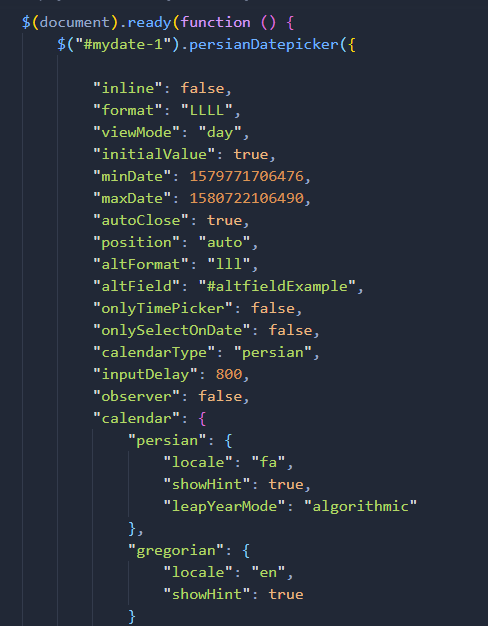 $(document).ready(function () {
$("#mydate-1").persianDatepicker({
"inline": false,
"format": "LLLL",
"viewMode": "day",
"initialValue": true,
"minDate": 1579771706476,
"maxDate": 1580722106490,
"autoClose": true,
"position": "auto",
"altFormat": "lll",
"altField": "#altfieldExample",
"onlyTimePicker": false,
"onlySelectOnDate": false,
"calendarType": "persian",
"inputDelay": 800,
"observer": false,
"calendar": {
"persian": {
"locale": "fa",
"showHint": true,
"leapYearMode": "algorithmic"
},
"gregorian": {
"locale": "en",
"showHint": true
}